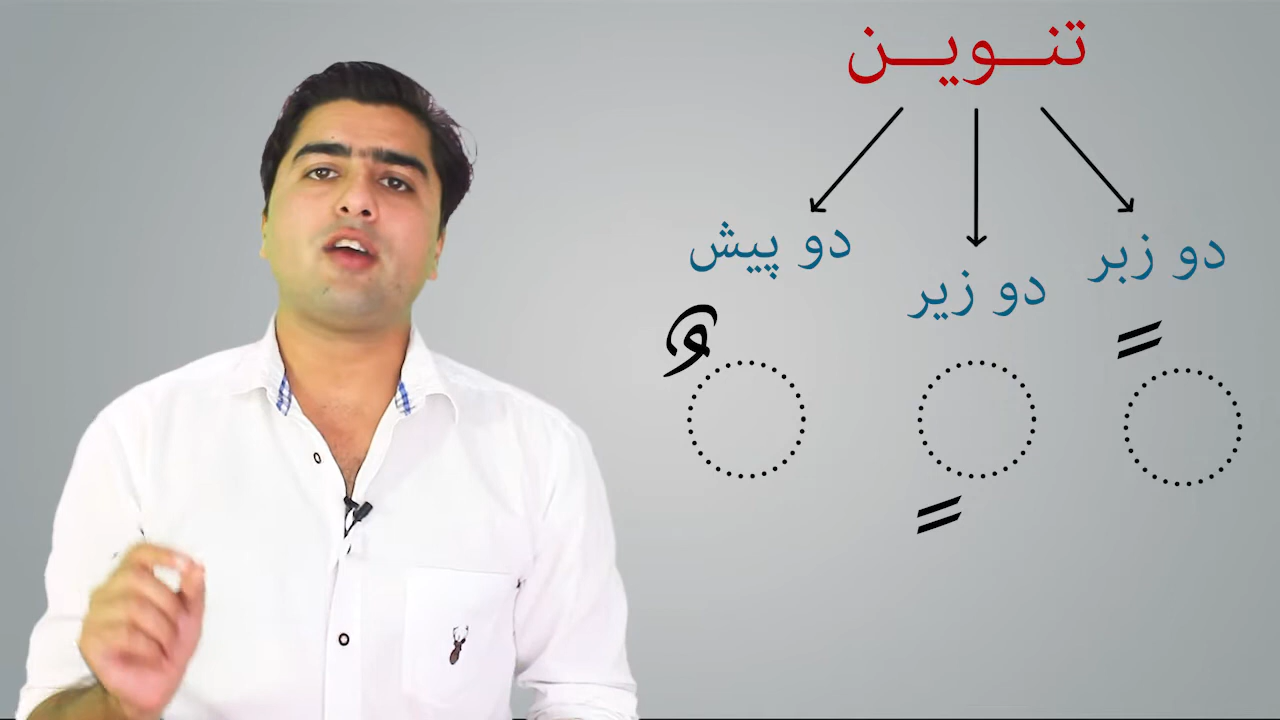 تنوین
دو زبر
دو زیر
دو پیش